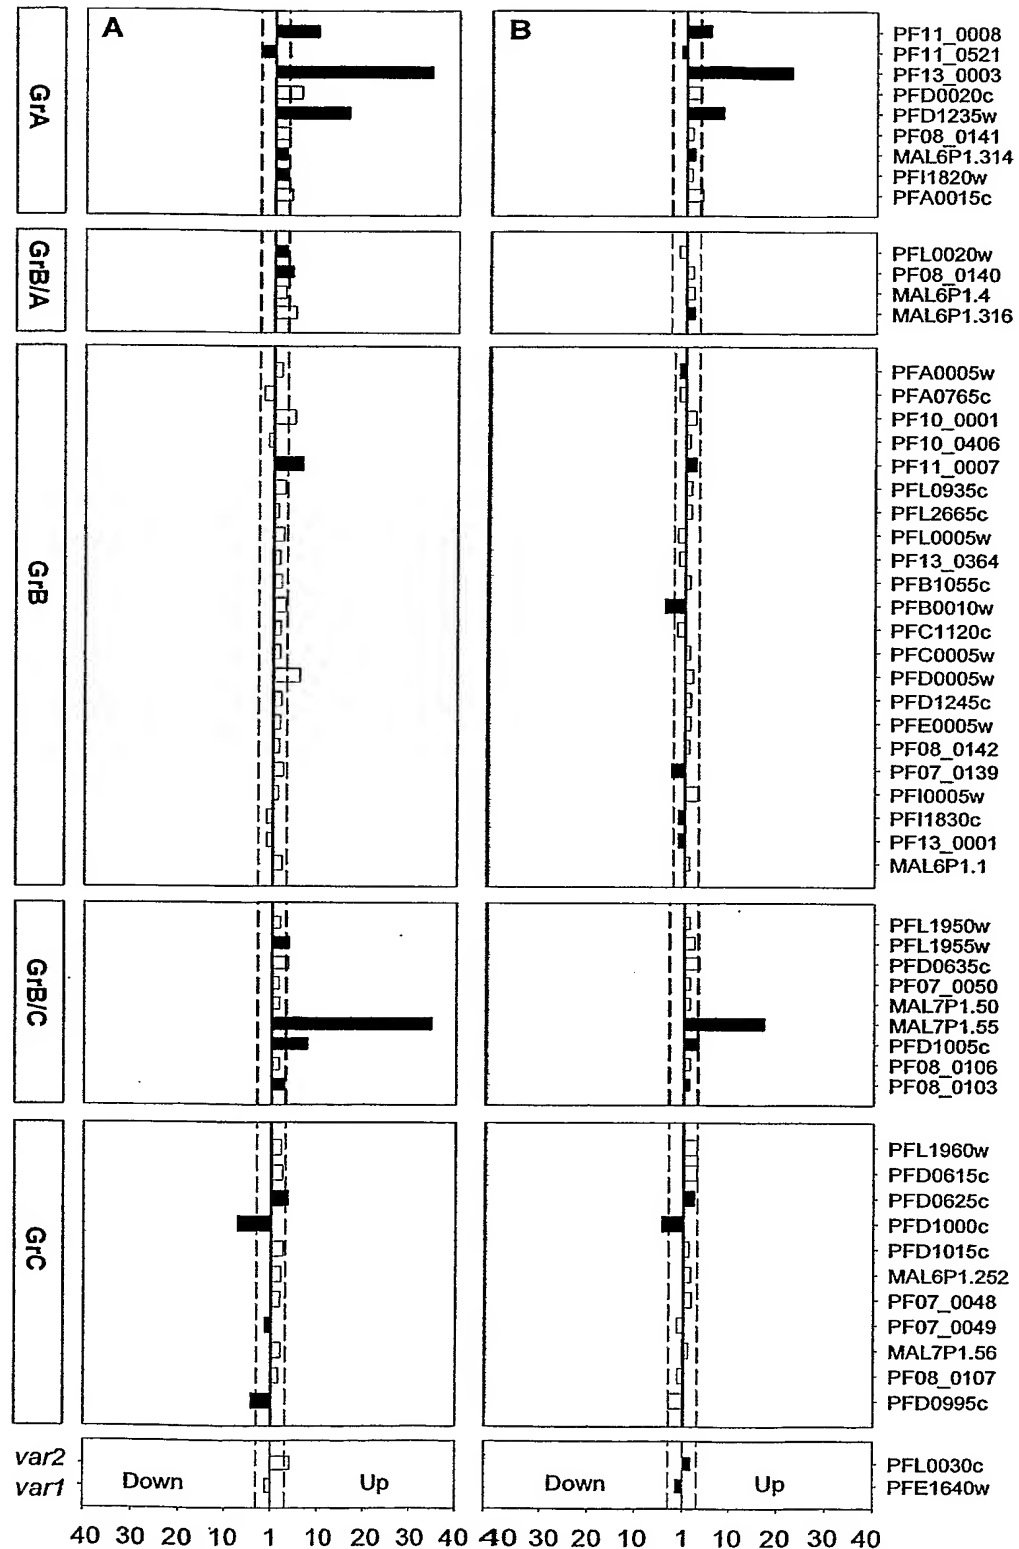 A
B
GrA
PF11_0008
PF11_0521
PF13_0003
PFD0020c
PFD1235w
PF08_0141
MAL6P1.314
PFI1820w
PFA0015c
GrB/A
PFL0020w
PF08_0140
MAL6P1.4
MAL6P1.316
GrB
PFA0005w
PFA0765c
PF10_0001
PF10_0406
PF11_0007
PFL0935c
PFL2665c
PFL0005w
PF13_0364
PFB1055c
PFB0010w
PFC1120c
PFC0005w
PFD0005w
PFD1245c
PFE0005w
PF08_0142
PF07_0139
PFI0005w
PFI1830c
PF13_0001
MAL6P1.1
GrB/C
PFL1950w
PFL1955w
PFD0635c
PF07_0050
MAL7P1.50
MAL7P1.55
PFD1005c
PF08_0106
PF08_0103
GrC
PFL1960w
PFD0615c
PFD0625c
PFD1000c
PFD1015c
MAL6P1.252
PF07_0048
PF07_0049
MAL7P1.56
PF08_0107
PFD0995c
var2
var1
Down Up
Down Up
PFL0030c
PFE1640w
40 30 20 10 1 10 20 30 40
40 30 20 10 1 10 20 30 40